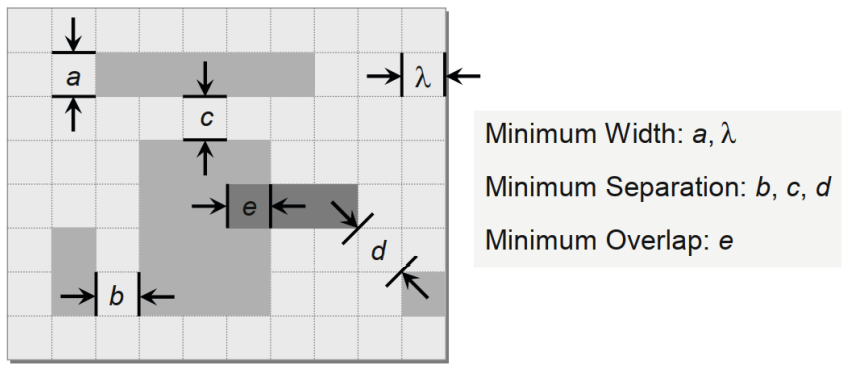 a
λ
c
e
d
b
Minimum Width: a, λ
Minimum Separation: b, c, d
Minimum Overlap: e